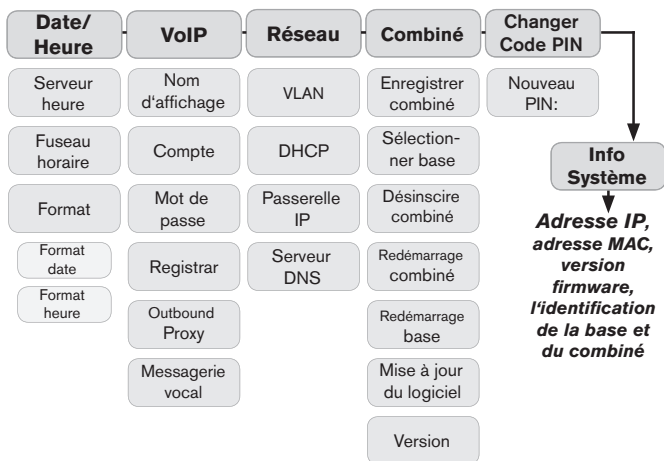 Date/
Heure
Serveur
heure
Fuseau
horaire
Format
Format
date
Format
heure
VoIP
Nom
d'affichage
Compte
Mot de
passe
Registrar
Outbound
Proxy
Messagerie
vocal
Réseau
VLAN
DHCP
Passerelle
IP
Serveur
DNS
Combiné
Enregistrer
combiné
Sélection-
ner base
Désinscire
combiné
Redémarrage
combiné
Redémarrage
base
Mise à jour
du logiciel
Version
Changer
Code PIN
Nouveau
PIN:
Info
Système
Adresse IP,
adresse MAC,
version
firmware,
l'identification
de la base et
du combiné